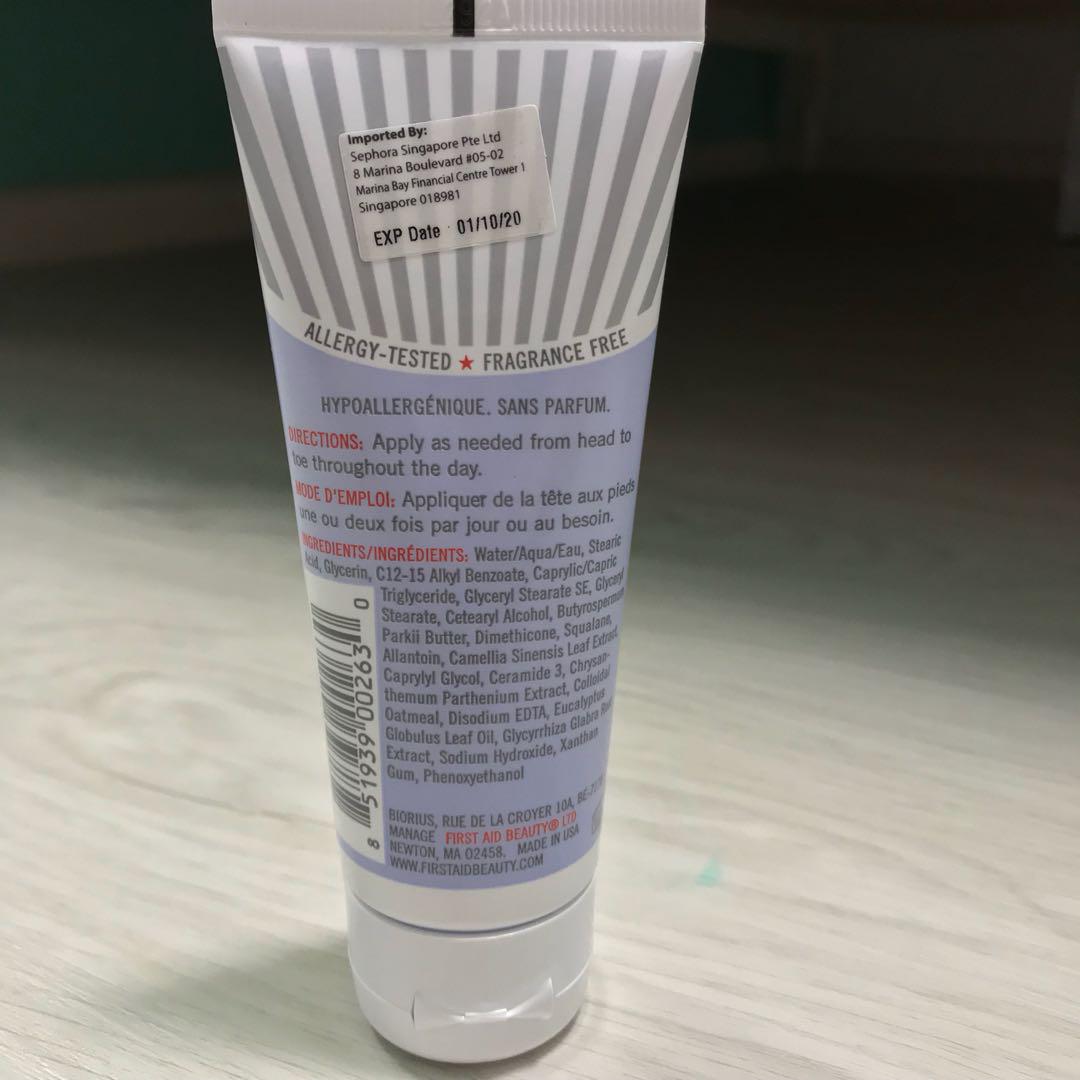 Imported By:
Sephora Singapore Pte Ltd
8 Marina Boulevard #05-02
Marina Bay Financial Centre Tower 1
Singapore 018981
EXP Date 01/10/20
ALLERGY-TESTED ★ FRAGRANCE FREE
HYPOALLERGÉNIQUE. SANS PARFUM.
DIRECTIONS: Apply as needed from head to
toe throughout the day.
MODE D'EMPLOI: Appliquer de la tête aux pieds
une ou deux fois par jour ou au besoin.
INGREDIENTS/INGRÉDIENTS: Water/Aqua/Eau, Stearic
Acid, Glycerin, C12-15 Alkyl Benzoate, Caprylic/Capric
Triglyceride, Glyceryl Stearate SE, Glyceryl
Stearate, Cetearyl Alcohol, Butyrospermum
Parkii Butter, Dimethicone, Squalane,
Allantoin, Camellia Sinensis Leaf Extract,
Caprylyl Glycol, Ceramide 3, Chrysan-
themum Parthenium Extract, Colloidal
Oatmeal, Disodium EDTA, Eucalyptus
Globulus Leaf Oil, Glycyrrhiza Glabra
Extract, Sodium Hydroxide, Xanthan
Gum, Phenoxyethanol
8 51939 00263 0
BIORIUS, RUE DE LA CROYER 10A,
MANAGE FIRST AID BEAUTY® LTD
NEWTON, MA 02458. MADE IN USA
WWW.FIRSTAIDBEAUTY.COM